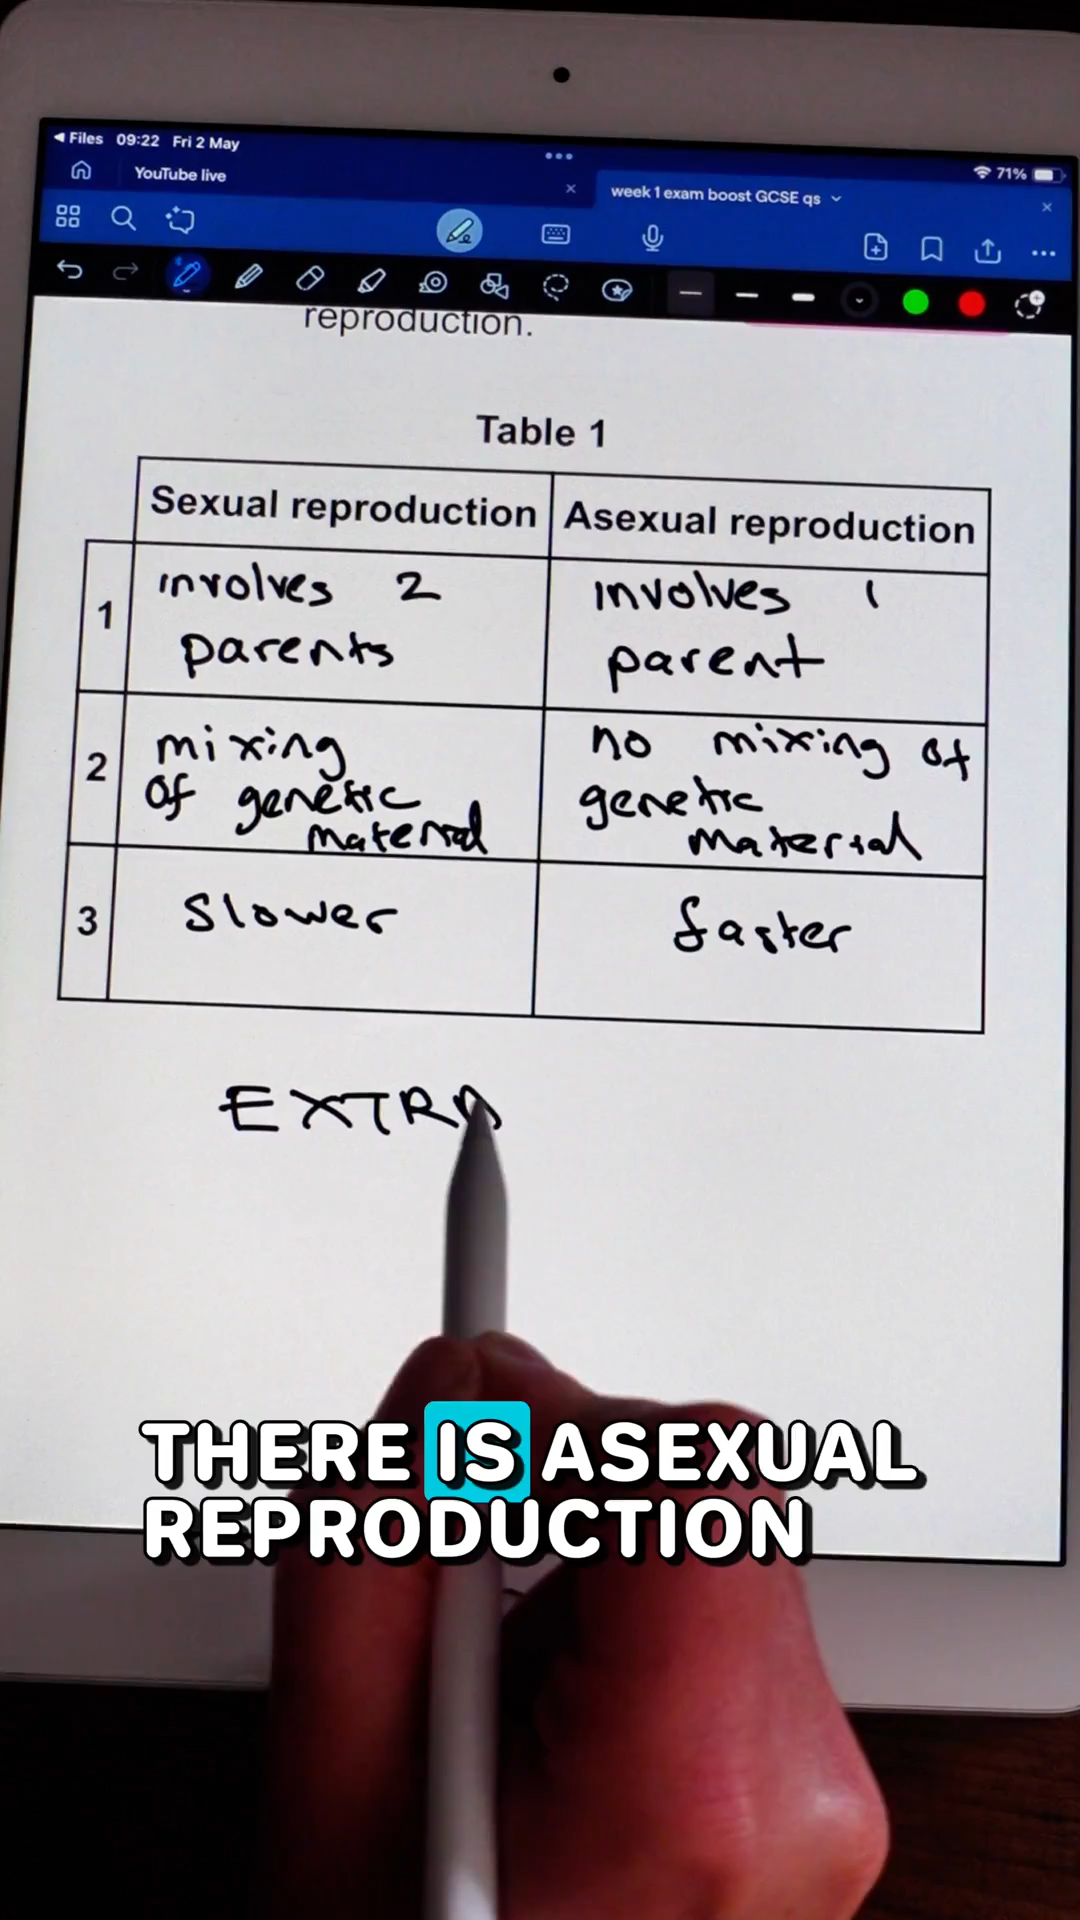 Files 09:22 Fri 2 May
71%
YouTube live
week 1 exam boost GCSE qs
reproduction.
Table 1
Sexual reproduction Asexual reproduction
1
involves 2
parents
involves 1
parent
2
mixing
of genetic
material
no mixing of
genetic
material
3
slower
faster
EXTRA
THERE IS ASEXUAL
REPRODUCTION